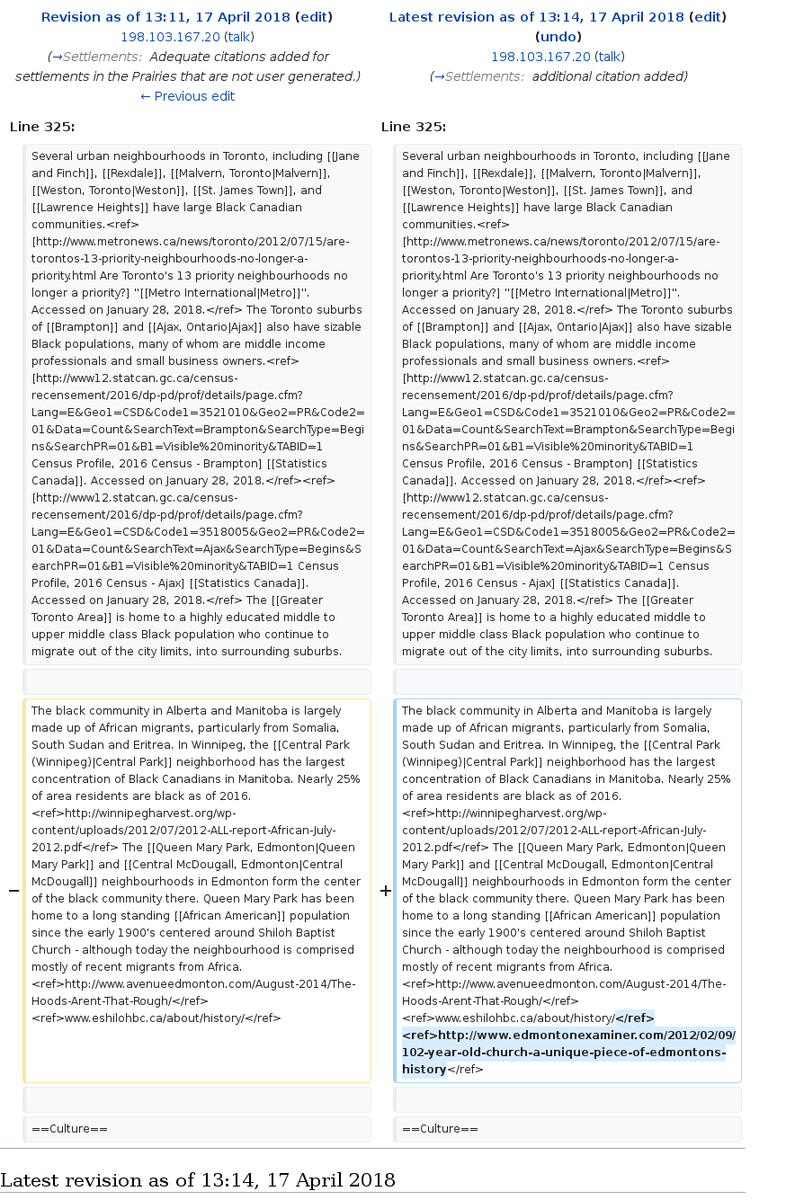 Revision as of 13:11, 17 April 2018 (edit)
198.103.167.20 (talk)
(→Settlements: Adequate citations added for
settlements in the Prairies that are not user generated.)
← Previous edit
Latest revision as of 13:14, 17 April 2018 (edit)
(undo)
198.103.167.20 (talk)
(→Settlements: additional citation added)
Line 325:
Line 325:
Several urban neighbourhoods in Toronto, including [[Jane
and Finch]], [[Rexdale]], [[Malvern, Toronto|Malvern]],
[[Weston, Toronto|Weston]], [[St. James Town]], and
[[Lawrence Heights]] have large Black Canadian
communities.<ref>
[http://www.metronews.ca/news/toronto/2012/07/15/are-
torontos-13-priority-neighbourhoods-no-longer-a-
priority.html Are Toronto's 13 priority neighbourhoods no
longer a priority?] "[[Metro International|Metro]]".
Accessed on January 28, 2018.</ref> The Toronto suburbs
of [[Brampton]] and [[Ajax, Ontario|Ajax]] also have sizable
Black populations, many of whom are middle income
professionals and small business owners.<ref>
[http://www12.statcan.gc.ca/census-
recensement/2016/dp-pd/prof/details/page.cfm?
Lang=E&Geo1=CSD&Code1=3521010&Geo2=PR&Code2=
01&Data=Count&SearchText=Brampton&SearchType=Begi
ns&SearchPR=01&B1=Visible%20minority&TABID=1
Census Profile, 2016 Census - Brampton] [[Statistics
Canada]]. Accessed on January 28, 2018.</ref><ref>
[http://www12.statcan.gc.ca/census-
recensement/2016/dp-pd/prof/details/page.cfm?
Lang=E&Geo1=CSD&Code1=3518005&Geo2=PR&Code2=
01&Data=Count&SearchText=Ajax&SearchType=Begins&S
earchPR=01&B1=Visible%20minority&TABID=1 Census
Profile, 2016 Census - Ajax] [[Statistics Canada]].
Accessed on January 28, 2018.</ref> The [[Greater
Toronto Area]] is home to a highly educated middle to
upper middle class Black population who continue to
migrate out of the city limits, into surrounding suburbs.
Several urban neighbourhoods in Toronto, including [[Jane
and Finch]], [[Rexdale]], [[Malvern, Toronto|Malvern]],
[[Weston, Toronto|Weston]], [[St. James Town]], and
[[Lawrence Heights]] have large Black Canadian
communities.<ref>
[http://www.metronews.ca/news/toronto/2012/07/15/are-
torontos-13-priority-neighbourhoods-no-longer-a-
priority.html Are Toronto's 13 priority neighbourhoods no
longer a priority?] "[[Metro International|Metro]]".
Accessed on January 28, 2018.</ref> The Toronto suburbs
of [[Brampton]] and [[Ajax, Ontario|Ajax]] also have sizable
Black populations, many of whom are middle income
professionals and small business owners.<ref>
[http://www12.statcan.gc.ca/census-
recensement/2016/dp-pd/prof/details/page.cfm?
Lang=E&Geo1=CSD&Code1=3521010&Geo2=PR&Code2=
01&Data=Count&SearchText=Brampton&SearchType=Begi
ns&SearchPR=01&B1=Visible%20minority&TABID=1
Census Profile, 2016 Census - Brampton] [[Statistics
Canada]]. Accessed on January 28, 2018.</ref><ref>
[http://www12.statcan.gc.ca/census-
recensement/2016/dp-pd/prof/details/page.cfm?
Lang=E&Geo1=CSD&Code1=3518005&Geo2=PR&Code2=
01&Data=Count&SearchText=Ajax&SearchType=Begins&S
earchPR=01&B1=Visible%20minority&TABID=1 Census
Profile, 2016 Census - Ajax] [[Statistics Canada]].
Accessed on January 28, 2018.</ref> The [[Greater
Toronto Area]] is home to a highly educated middle to
upper middle class Black population who continue to
migrate out of the city limits, into surrounding suburbs.
−
The black community in Alberta and Manitoba is largely
made up of African migrants, particularly from Somalia,
South Sudan and Eritrea. In Winnipeg, the [[Central Park
(Winnipeg)|Central Park]] neighborhood has the largest
concentration of Black Canadians in Manitoba. Nearly 25%
of area residents are black as of 2016.
<ref>http://winnipegharvest.org/wp-
content/uploads/2012/07/2012-ALL-report-African-July-
2012.pdf</ref> The [[Queen Mary Park, Edmonton|Queen
Mary Park]] and [[Central McDougall, Edmonton|Central
McDougall]] neighbourhoods in Edmonton form the center
of the black community there. Queen Mary Park has been
home to a long standing [[African American]] population
since the early 1900's centered around Shiloh Baptist
Church - although today the neighbourhood is comprised
mostly of recent migrants from Africa.
<ref>http://www.avenueedmonton.com/August-2014/The-
Hoods-Arent-That-Rough/</ref>
<ref>www.eshilohbc.ca/about/history/</ref>
+
The black community in Alberta and Manitoba is largely
made up of African migrants, particularly from Somalia,
South Sudan and Eritrea. In Winnipeg, the [[Central Park
(Winnipeg)|Central Park]] neighborhood has the largest
concentration of Black Canadians in Manitoba. Nearly 25%
of area residents are black as of 2016.
<ref>http://winnipegharvest.org/wp-
content/uploads/2012/07/2012-ALL-report-African-July-
2012.pdf</ref> The [[Queen Mary Park, Edmonton|Queen
Mary Park]] and [[Central McDougall, Edmonton|Central
McDougall]] neighbourhoods in Edmonton form the center
of the black community there. Queen Mary Park has been
home to a long standing [[African American]] population
since the early 1900's centered around Shiloh Baptist
Church - although today the neighbourhood is comprised
mostly of recent migrants from Africa.
<ref>http://www.avenueedmonton.com/August-2014/The-
Hoods-Arent-That-Rough/</ref>
<ref>www.eshilohbc.ca/about/history/</ref>
<ref>http://www.edmontonexaminer.com/2012/02/09/
102-year-old-church-a-unique-piece-of-edmontons-
history</ref>
==Culture==
==Culture==
Latest revision as of 13:14, 17 April 2018